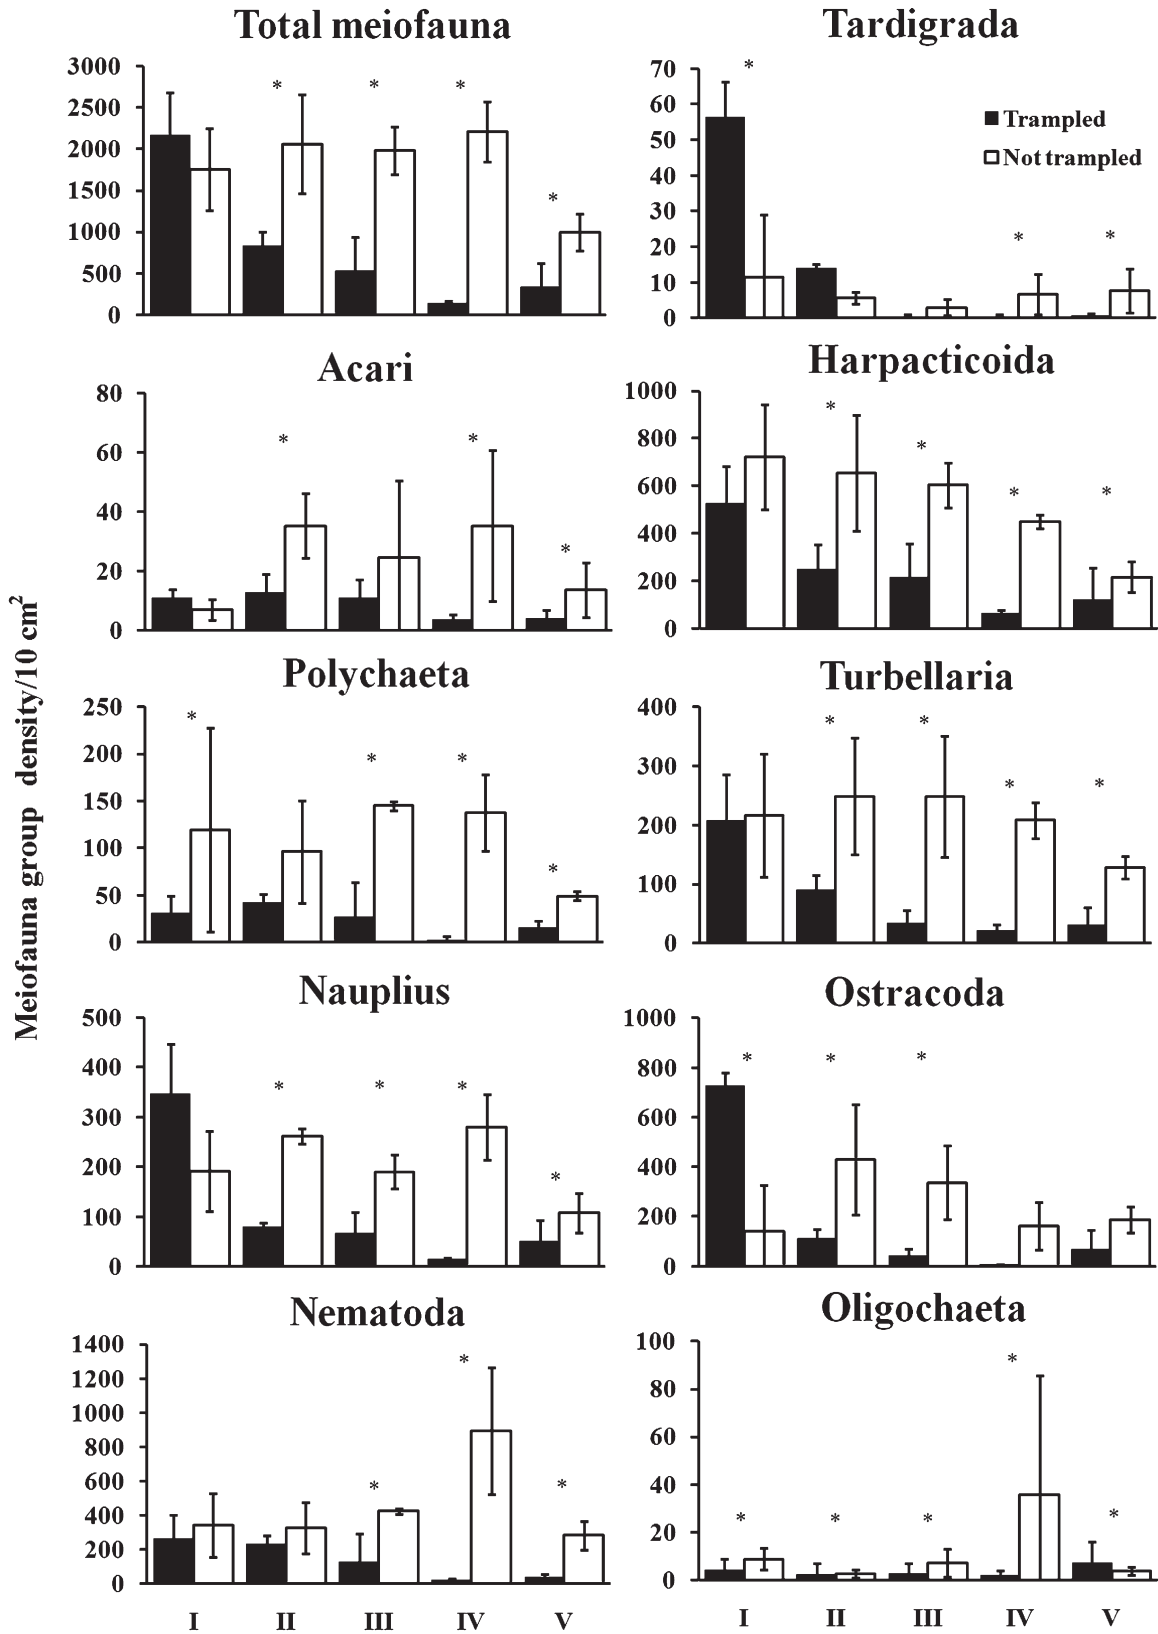 Total meiofauna
3000
2500
2000
1500
1000
500
0
* * * *
Tardigrada
70
60
50
40
30
20
10
0
* * *
Trampled
Not trampled
Acari
80
60
40
20
0
* * *
Harpacticoida
1000
800
600
400
200
0
* * * *
Meiofauna group density/10 cm²
Polychaeta
250
200
150
100
50
0
* * * *
Turbellaria
400
300
200
100
0
* * * *
Nauplius
500
400
300
200
100
0
* * * *
Ostracoda
1000
800
600
400
200
0
* * *
Nematoda
1400
1200
1000
800
600
400
200
0
* * *
I II III IV V
Oligochaeta
100
80
60
40
20
0
* * * * *
I II III IV V